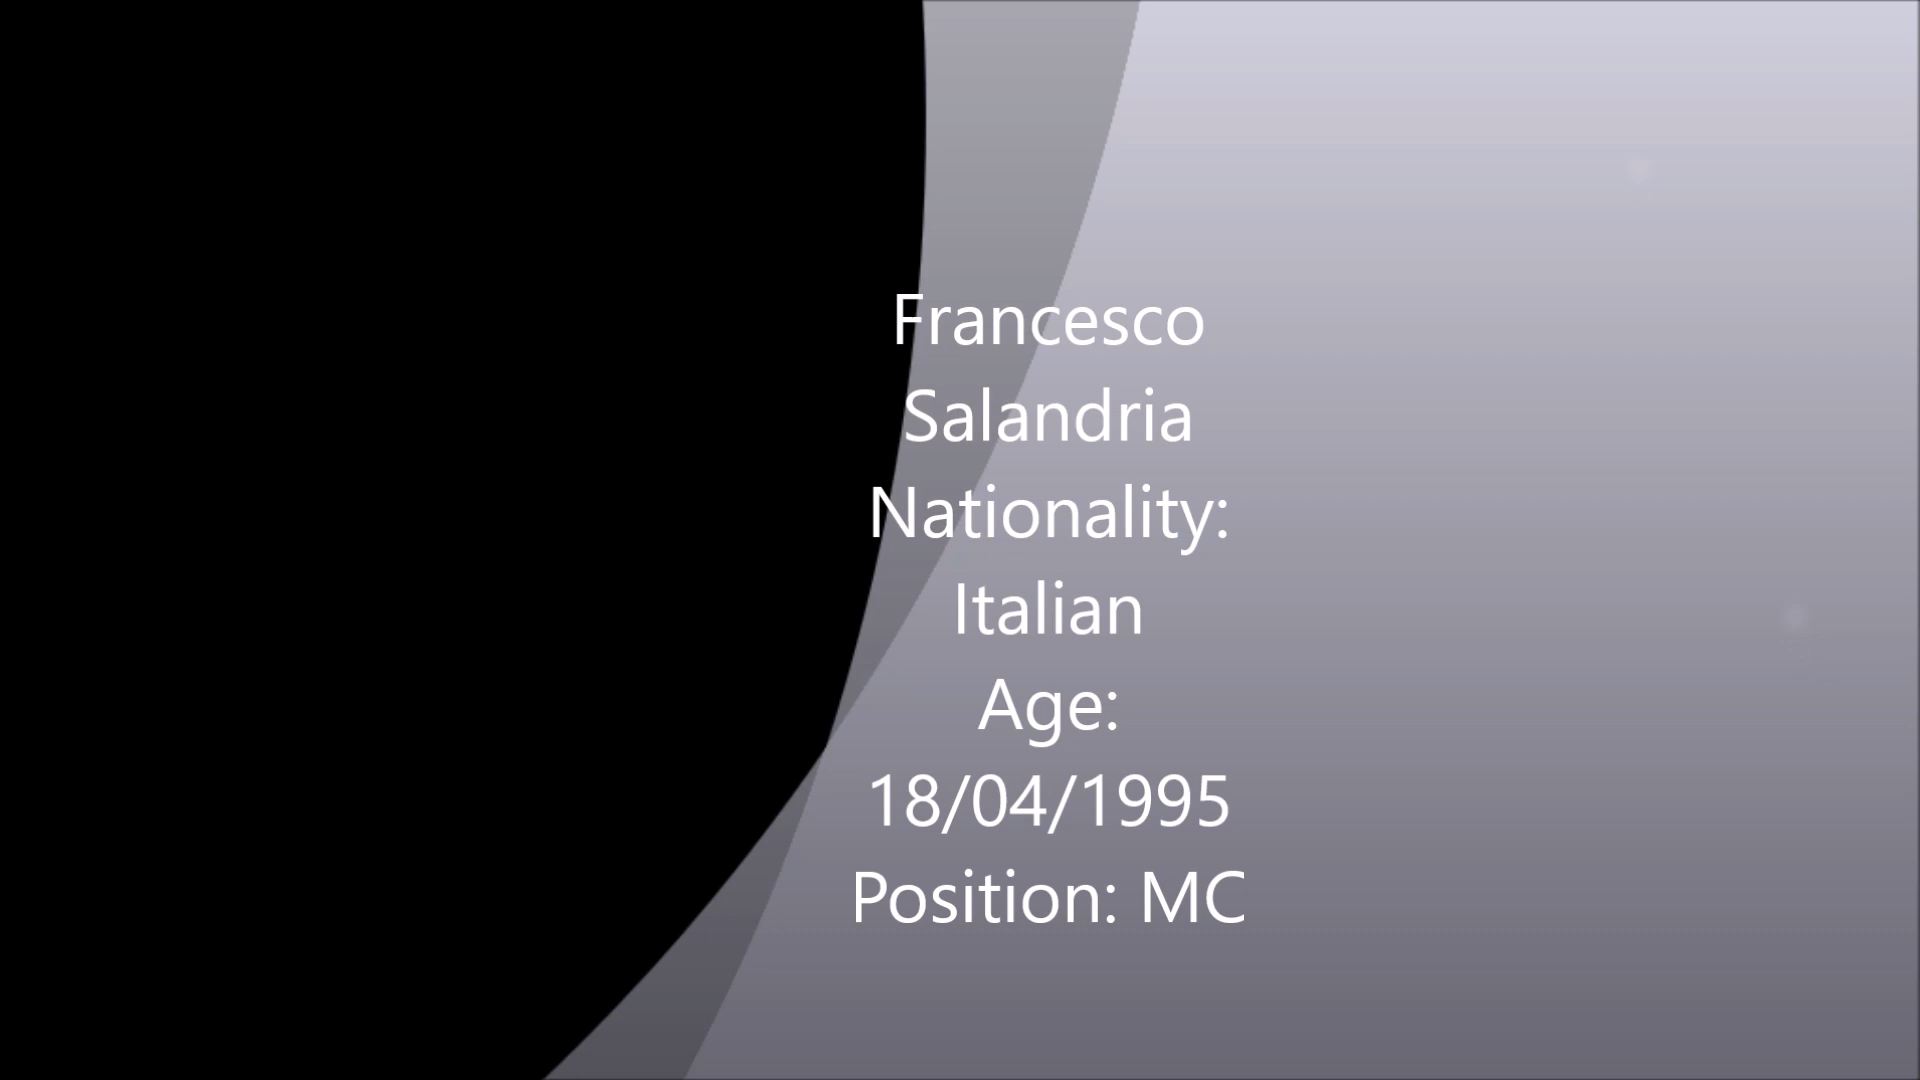 Francesco
Salandria
Nationality:
Italian
Age:
18/04/1995
Position: MC